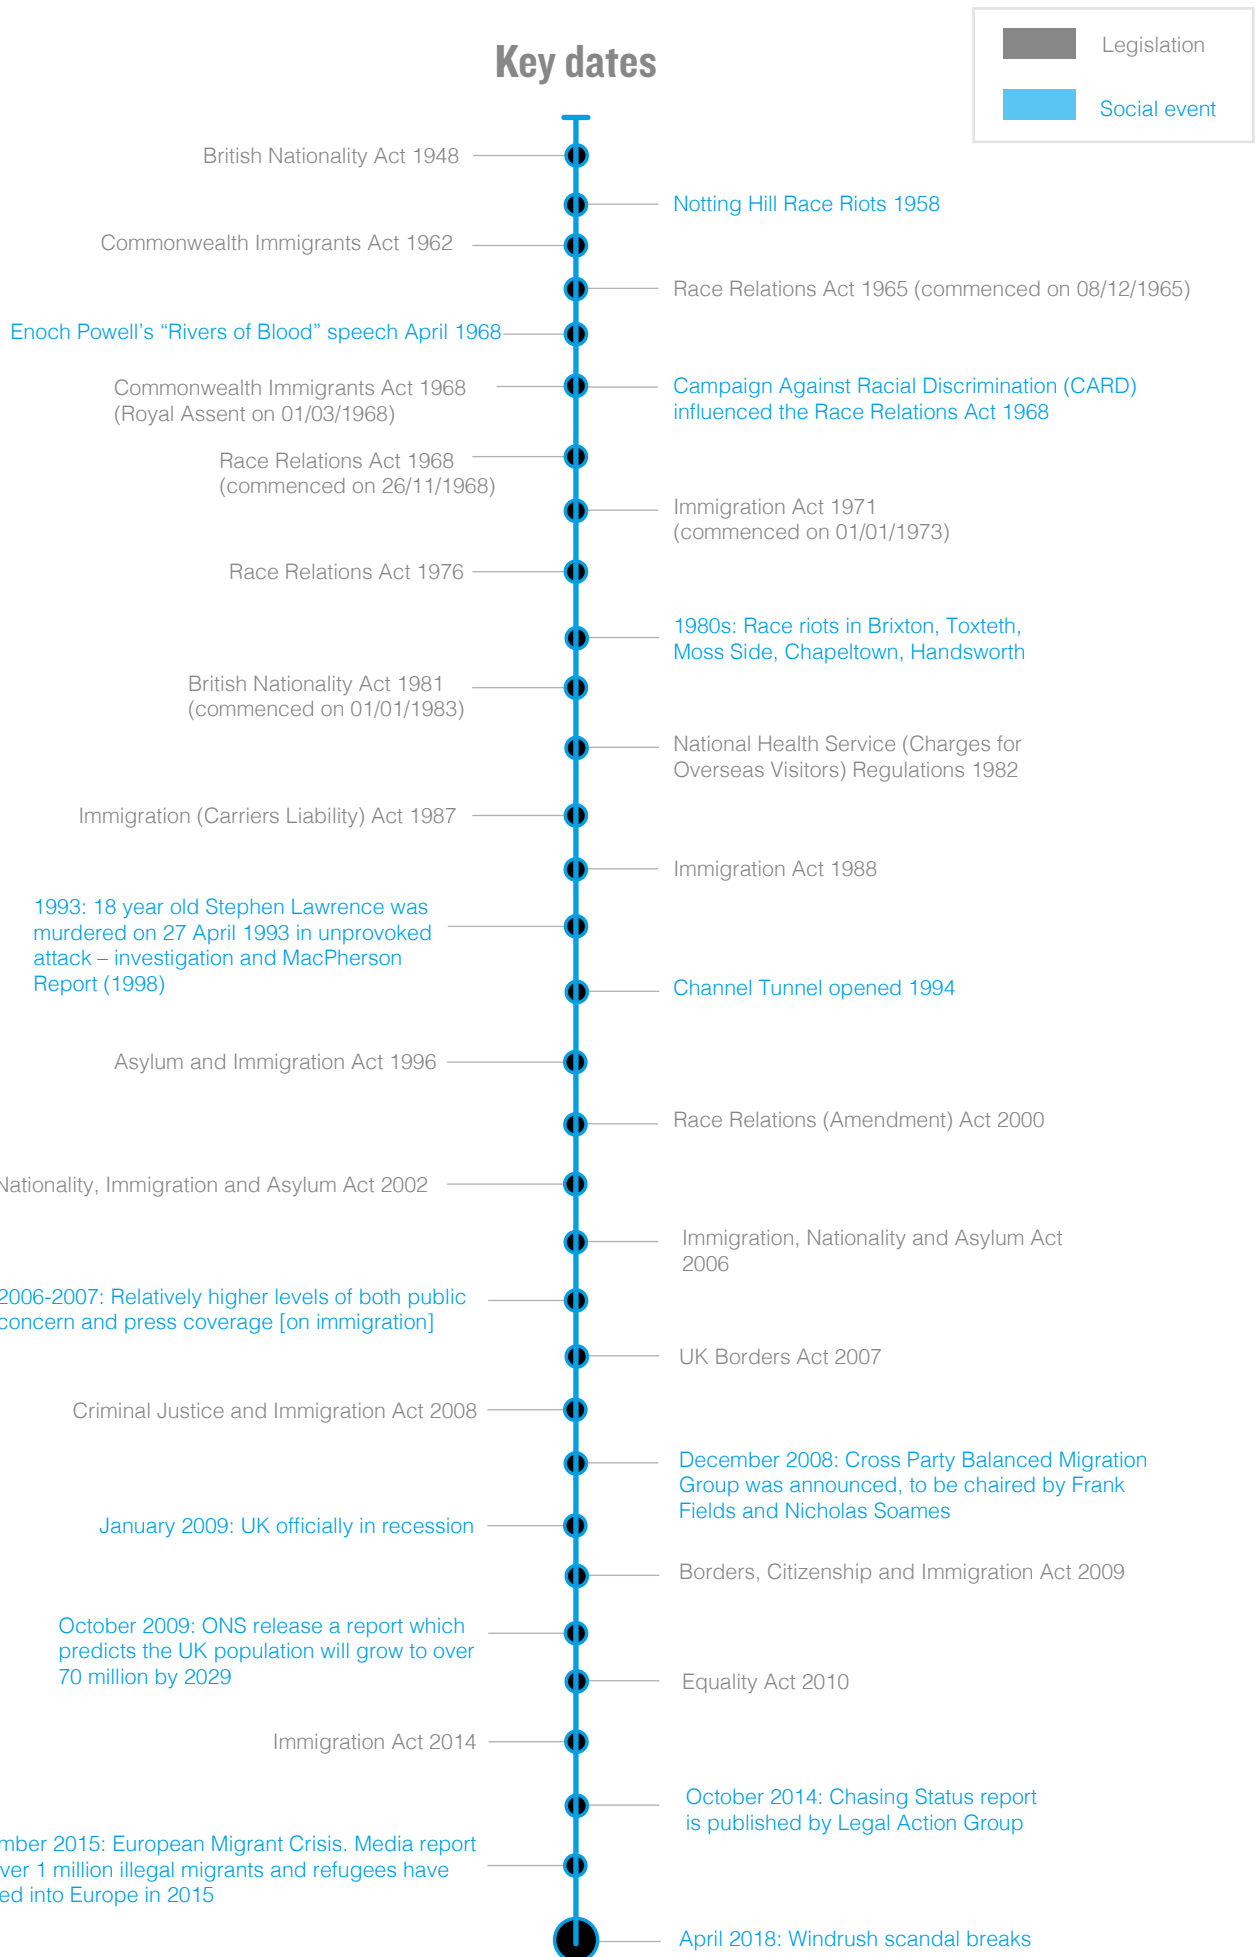 Key dates
Legislation
Social event
British Nationality Act 1948
Notting Hill Race Riots 1958
Commonwealth Immigrants Act 1962
Race Relations Act 1965 (commenced on 08/12/1965)
Enoch Powell’s “Rivers of Blood” speech April 1968
Commonwealth Immigrants Act 1968
(Royal Assent on 01/03/1968)
Campaign Against Racial Discrimination (CARD)
influenced the Race Relations Act 1968
Race Relations Act 1968
(commenced on 26/11/1968)
Immigration Act 1971
(commenced on 01/01/1973)
Race Relations Act 1976
1980s: Race riots in Brixton, Toxteth,
Moss Side, Chapeltown, Handsworth
British Nationality Act 1981
(commenced on 01/01/1983)
National Health Service (Charges for
Overseas Visitors) Regulations 1982
Immigration (Carriers Liability) Act 1987
Immigration Act 1988
1993: 18 year old Stephen Lawrence was
murdered on 27 April 1993 in unprovoked
attack – investigation and MacPherson
Report (1998)
Channel Tunnel opened 1994
Asylum and Immigration Act 1996
Race Relations (Amendment) Act 2000
Nationality, Immigration and Asylum Act 2002
Immigration, Nationality and Asylum Act
2006
2006-2007: Relatively higher levels of both public
concern and press coverage [on immigration]
UK Borders Act 2007
Criminal Justice and Immigration Act 2008
December 2008: Cross Party Balanced Migration
Group was announced, to be chaired by Frank
Fields and Nicholas Soames
January 2009: UK officially in recession
Borders, Citizenship and Immigration Act 2009
October 2009: ONS release a report which
predicts the UK population will grow to over
70 million by 2029
Equality Act 2010
Immigration Act 2014
October 2014: Chasing Status report
is published by Legal Action Group
mber 2015: European Migrant Crisis. Media report
ver 1 million illegal migrants and refugees have
ed into Europe in 2015
April 2018: Windrush scandal breaks